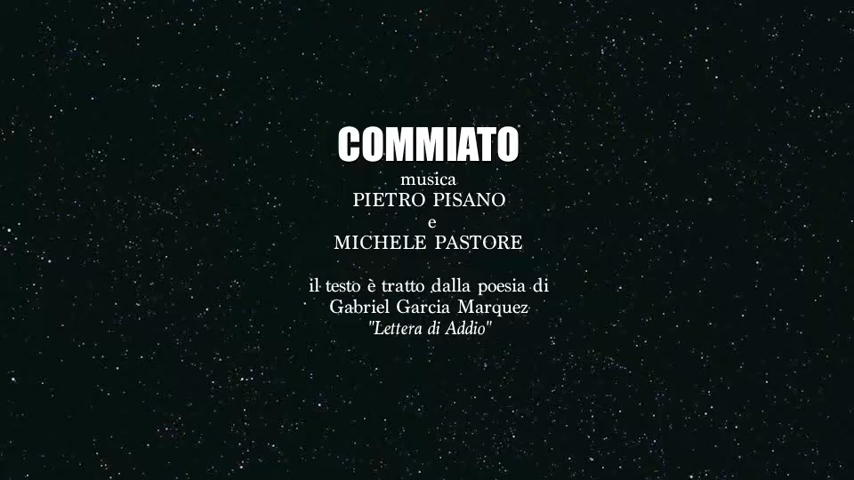 COMMIATO
musica
PIETRO PISANO
e
MICHELE PASTORE
il testo è tratto dalla poesia di
Gabriel Garcia Marquez
"Lettera di Addio"